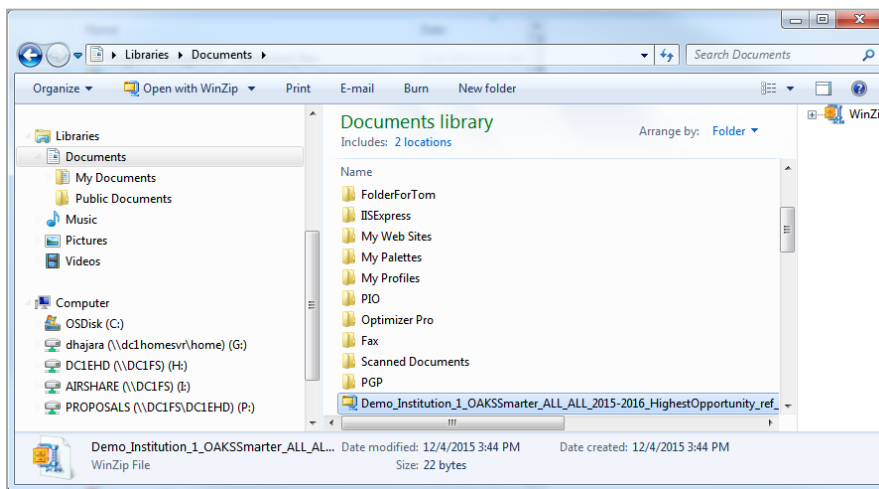 Libraries Documents
Search Documents
Organize Open with WinZip Print E-mail Burn New folder
Libraries
Documents
My Documents
Public Documents
Music
Pictures
Videos
Computer
OSDisk (C:)
dhajara (\\dc1homesvr\home) (G:)
DC1EHD (\\DC1FS) (H:)
AIRSHARE (\\DC1FS) (I:)
PROPOSALS (\\DC1FS\DC1EHD) (P:)
Documents library
Includes: 2 locations
Arrange by: Folder
Name
FolderForTom
IISExpress
My Web Sites
My Palettes
My Profiles
PIO
Optimizer Pro
Fax
Scanned Documents
PGP
Demo_Institution_1_OAKSSmarter_ALL_ALL_2015-2016_HighestOpportunity_ref_
WinZi
Demo_Institution_1_OAKSSmarter_ALL_AL... Date modified: 12/4/2015 3:44 PM Date created: 12/4/2015 3:44 PM
WinZip File Size: 22 bytes